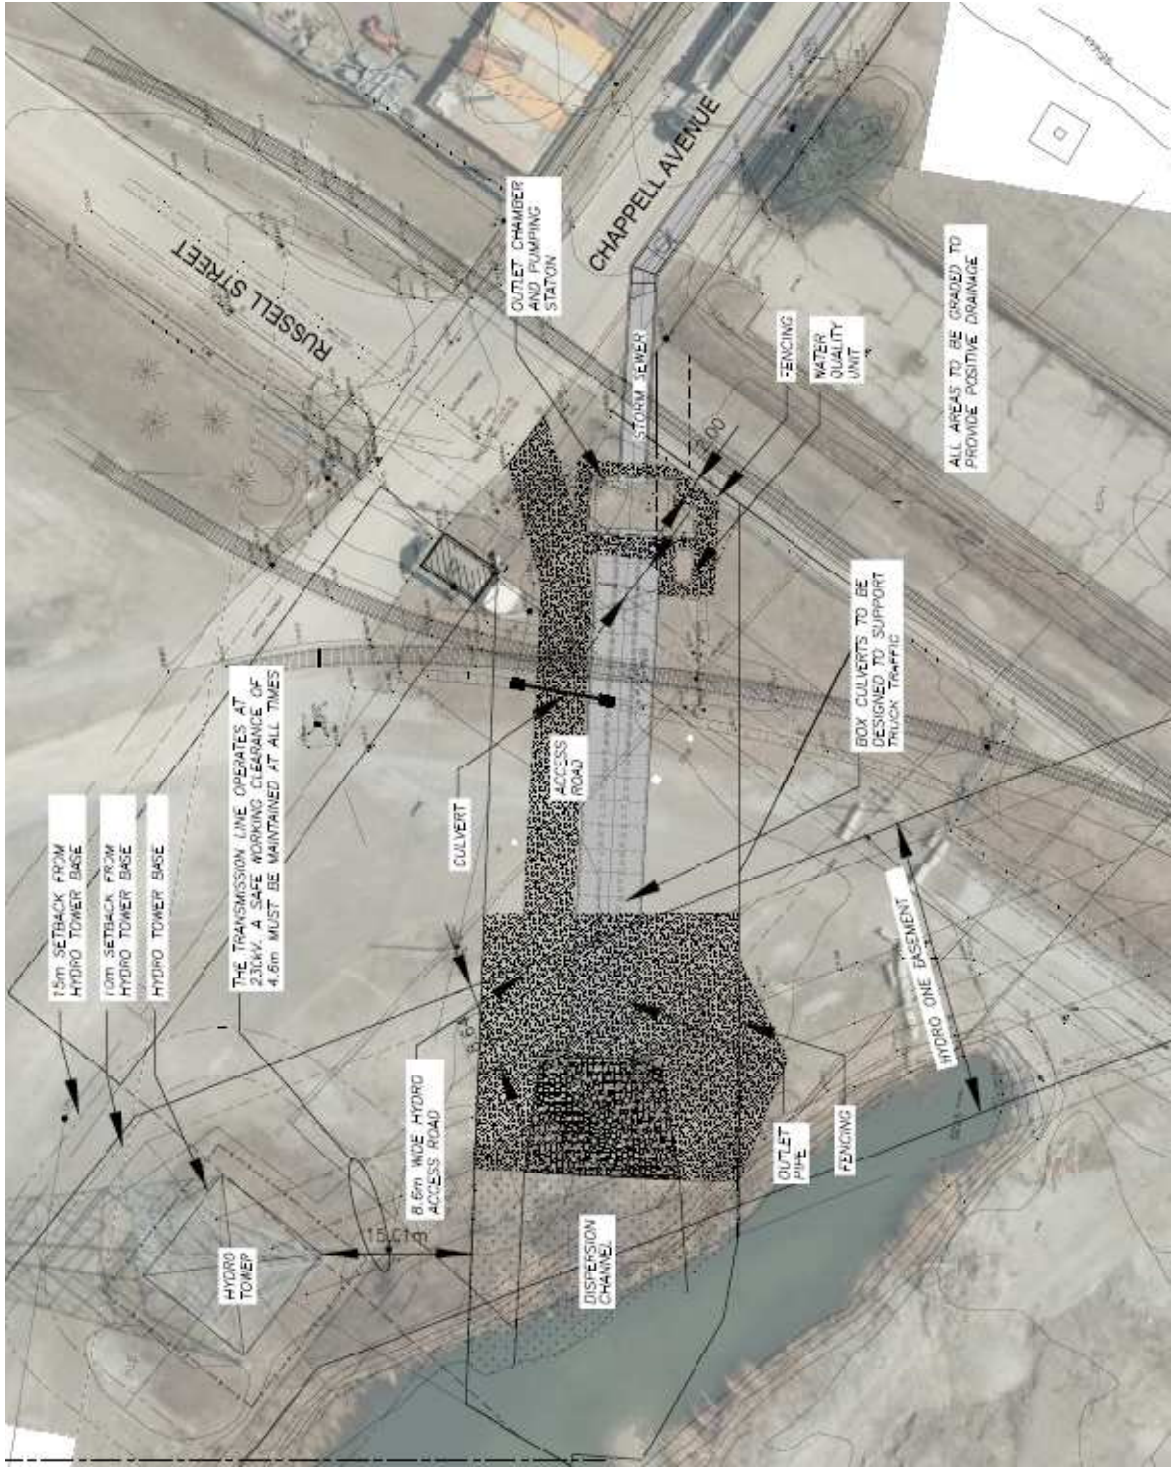 15m SETBACK FROM
HYDRO TOWER BASE
10m SETBACK FROM
HYDRO TOWER BASE
HYDRO TOWER BASE
THE TRANSMISSION LINE OPERATES AT
230kV. A SAFE WORKING CLEARANCE OF
4.6m MUST BE MAINTAINED AT ALL TIMES
RUSSELL STREET
OUTLET CHAMBER
AND PUMPING
STATION
CHAPPELL AVENUE
STORM SEWER
FENCING
WATER
QUALITY
UNIT
ALL AREAS TO BE GRADED TO
PROVIDE POSITIVE DRAINAGE
CULVERT
ACCESS
ROAD
BOX CULVERTS TO BE
DESIGNED TO SUPPORT
TRUCK TRAFFIC
8.6m WIDE HYDRO
ACCESS ROAD
HYDRO ONE EASEMENT
HYDRO
TOWER
15.01m
DISPERSION
CHANNEL
OUTLET
PIPE
FENCING